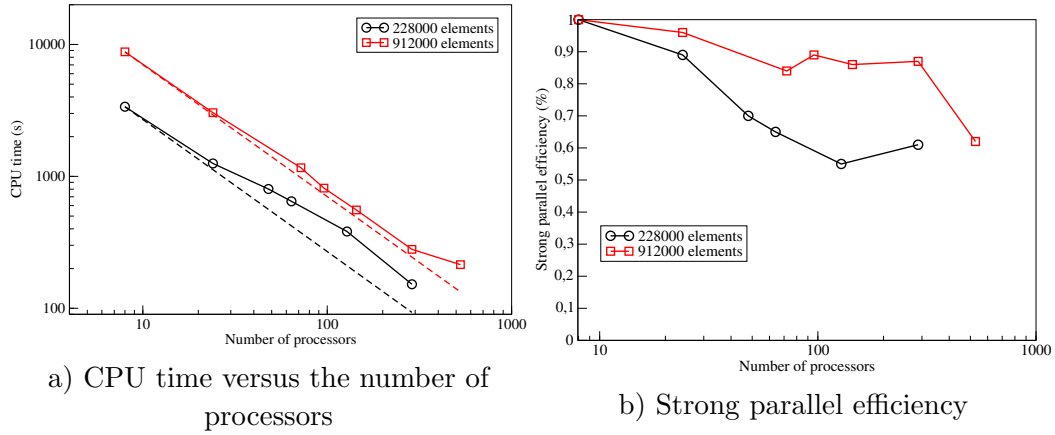 10000
1000
100
CPU time (s)
228000 elements
912000 elements
10
100
1000
Number of processors
a) CPU time versus the number of
processors
1
0,9
0,8
0,7
0,6
0,5
0,4
0,3
0,2
0,1
0
Strong parallel efficiency (%)
228000 elements
912000 elements
10
100
1000
Number of processors
b) Strong parallel efficiency